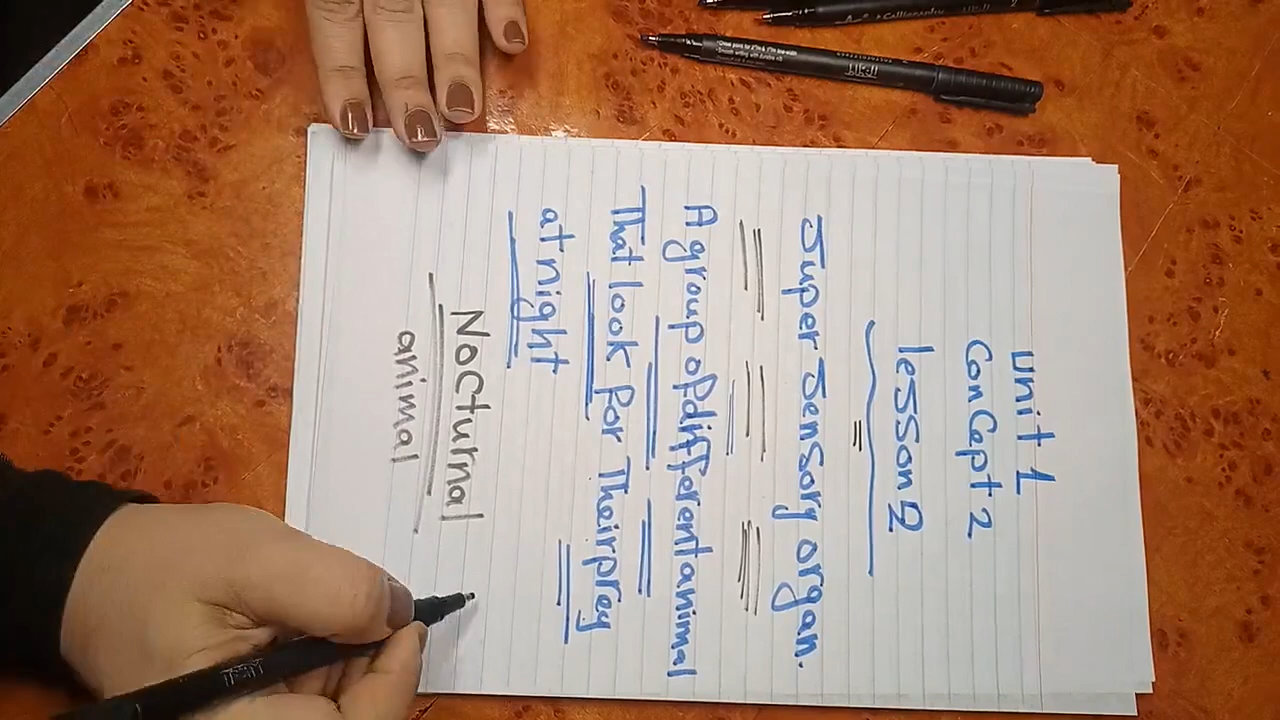 Unit 1
ConCept 2
lesson 2
Super Sensory organ.
A group of different animal
That look for Their prey
at night
Nocturnal
animal